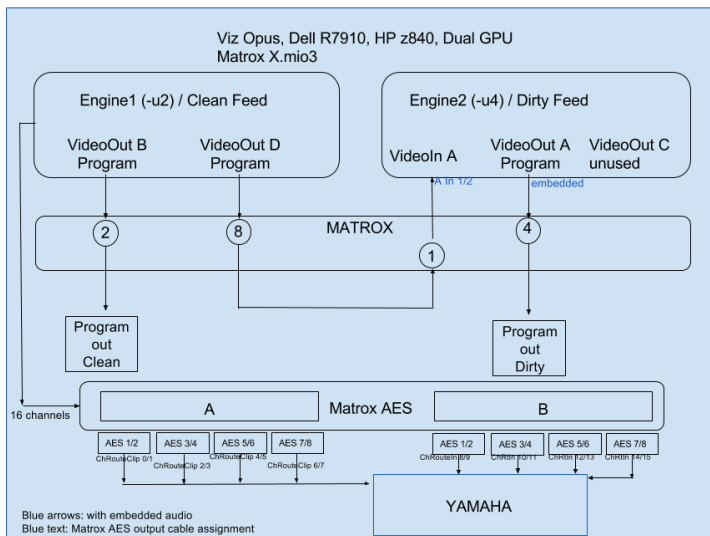 Viz Opus, Dell R7910, HP z840, Dual GPU
Matrox X.mio3
Engine1 (-u2) / Clean Feed
Engine2 (-u4) / Dirty Feed
VideoOut B
Program
VideoOut D
Program
VideoIn A
VideoOut A
Program
VideoOut C
unused
A In 1/2
embedded
2
8
MATROX
1
4
Program
out
Clean
Program
out
Dirty
16 channels
A
Matrox AES
B
AES 1/2
AES 3/4
AES 5/6
AES 7/8
AES 1/2
AES 3/4
AES 5/6
AES 7/8
ChRouteClip 0/1
ChRouteClip 2/3
ChRouteClip 4/5
ChRouteClip 6/7
ChRouteIn 8/9
ChRtIn 10/11
ChRtIn 12/13
ChRtIn 14/15
YAMAHA
Blue arrows: with embedded audio
Blue text: Matrox AES output cable assignment